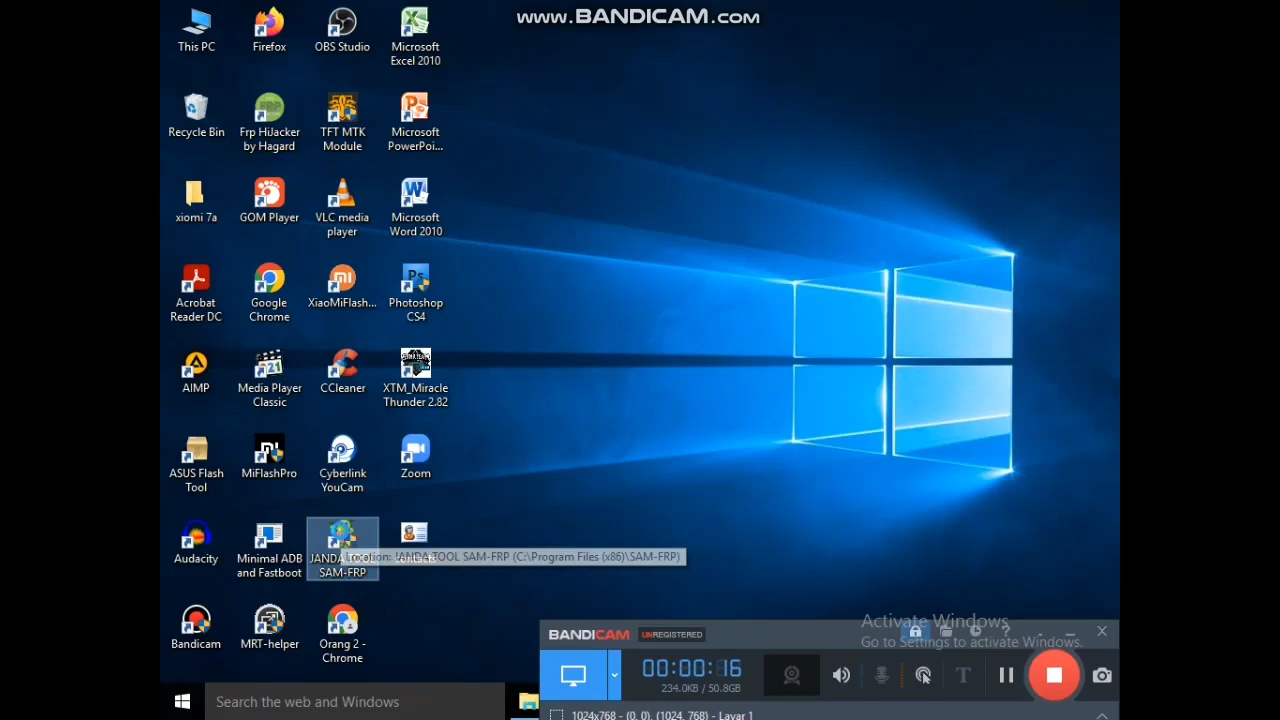 www.BANDICAM.com
This PC
Firefox
OBS Studio
Microsoft
Excel 2010
Recycle Bin
FRP
Frp HiJacker
by Hagard
TFT MTK
Module
Microsoft
PowerPoi...
xiomi 7a
GOM Player
VLC media
player
Microsoft
Word 2010
Acrobat
Reader DC
Google
Chrome
XiaoMiFlash...
Photoshop
CS4
AIMP
Media Player
Classic
CCleaner
XTM_Miracle
Thunder 2.82
ASUS Flash
Tool
MiFlashPro
Cyberlink
YouCam
Zoom
Audacity
Minimal ADB
and Fastboot
JANDA TOOL
SAM-FRP
Location: JANDA TOOL SAM-FRP (C:\Program Files (x86)\SAM-FRP)
Bandicam
MRT-helper
Orang 2 -
Chrome
Activate Windows
Go to Settings to activate Windows.
BANDICAM UNREGISTERED
00:00:16
234.0KB / 50.8GB
1024x768 - (0, 0), (1024, 768) - Layar 1
Search the web and Windows